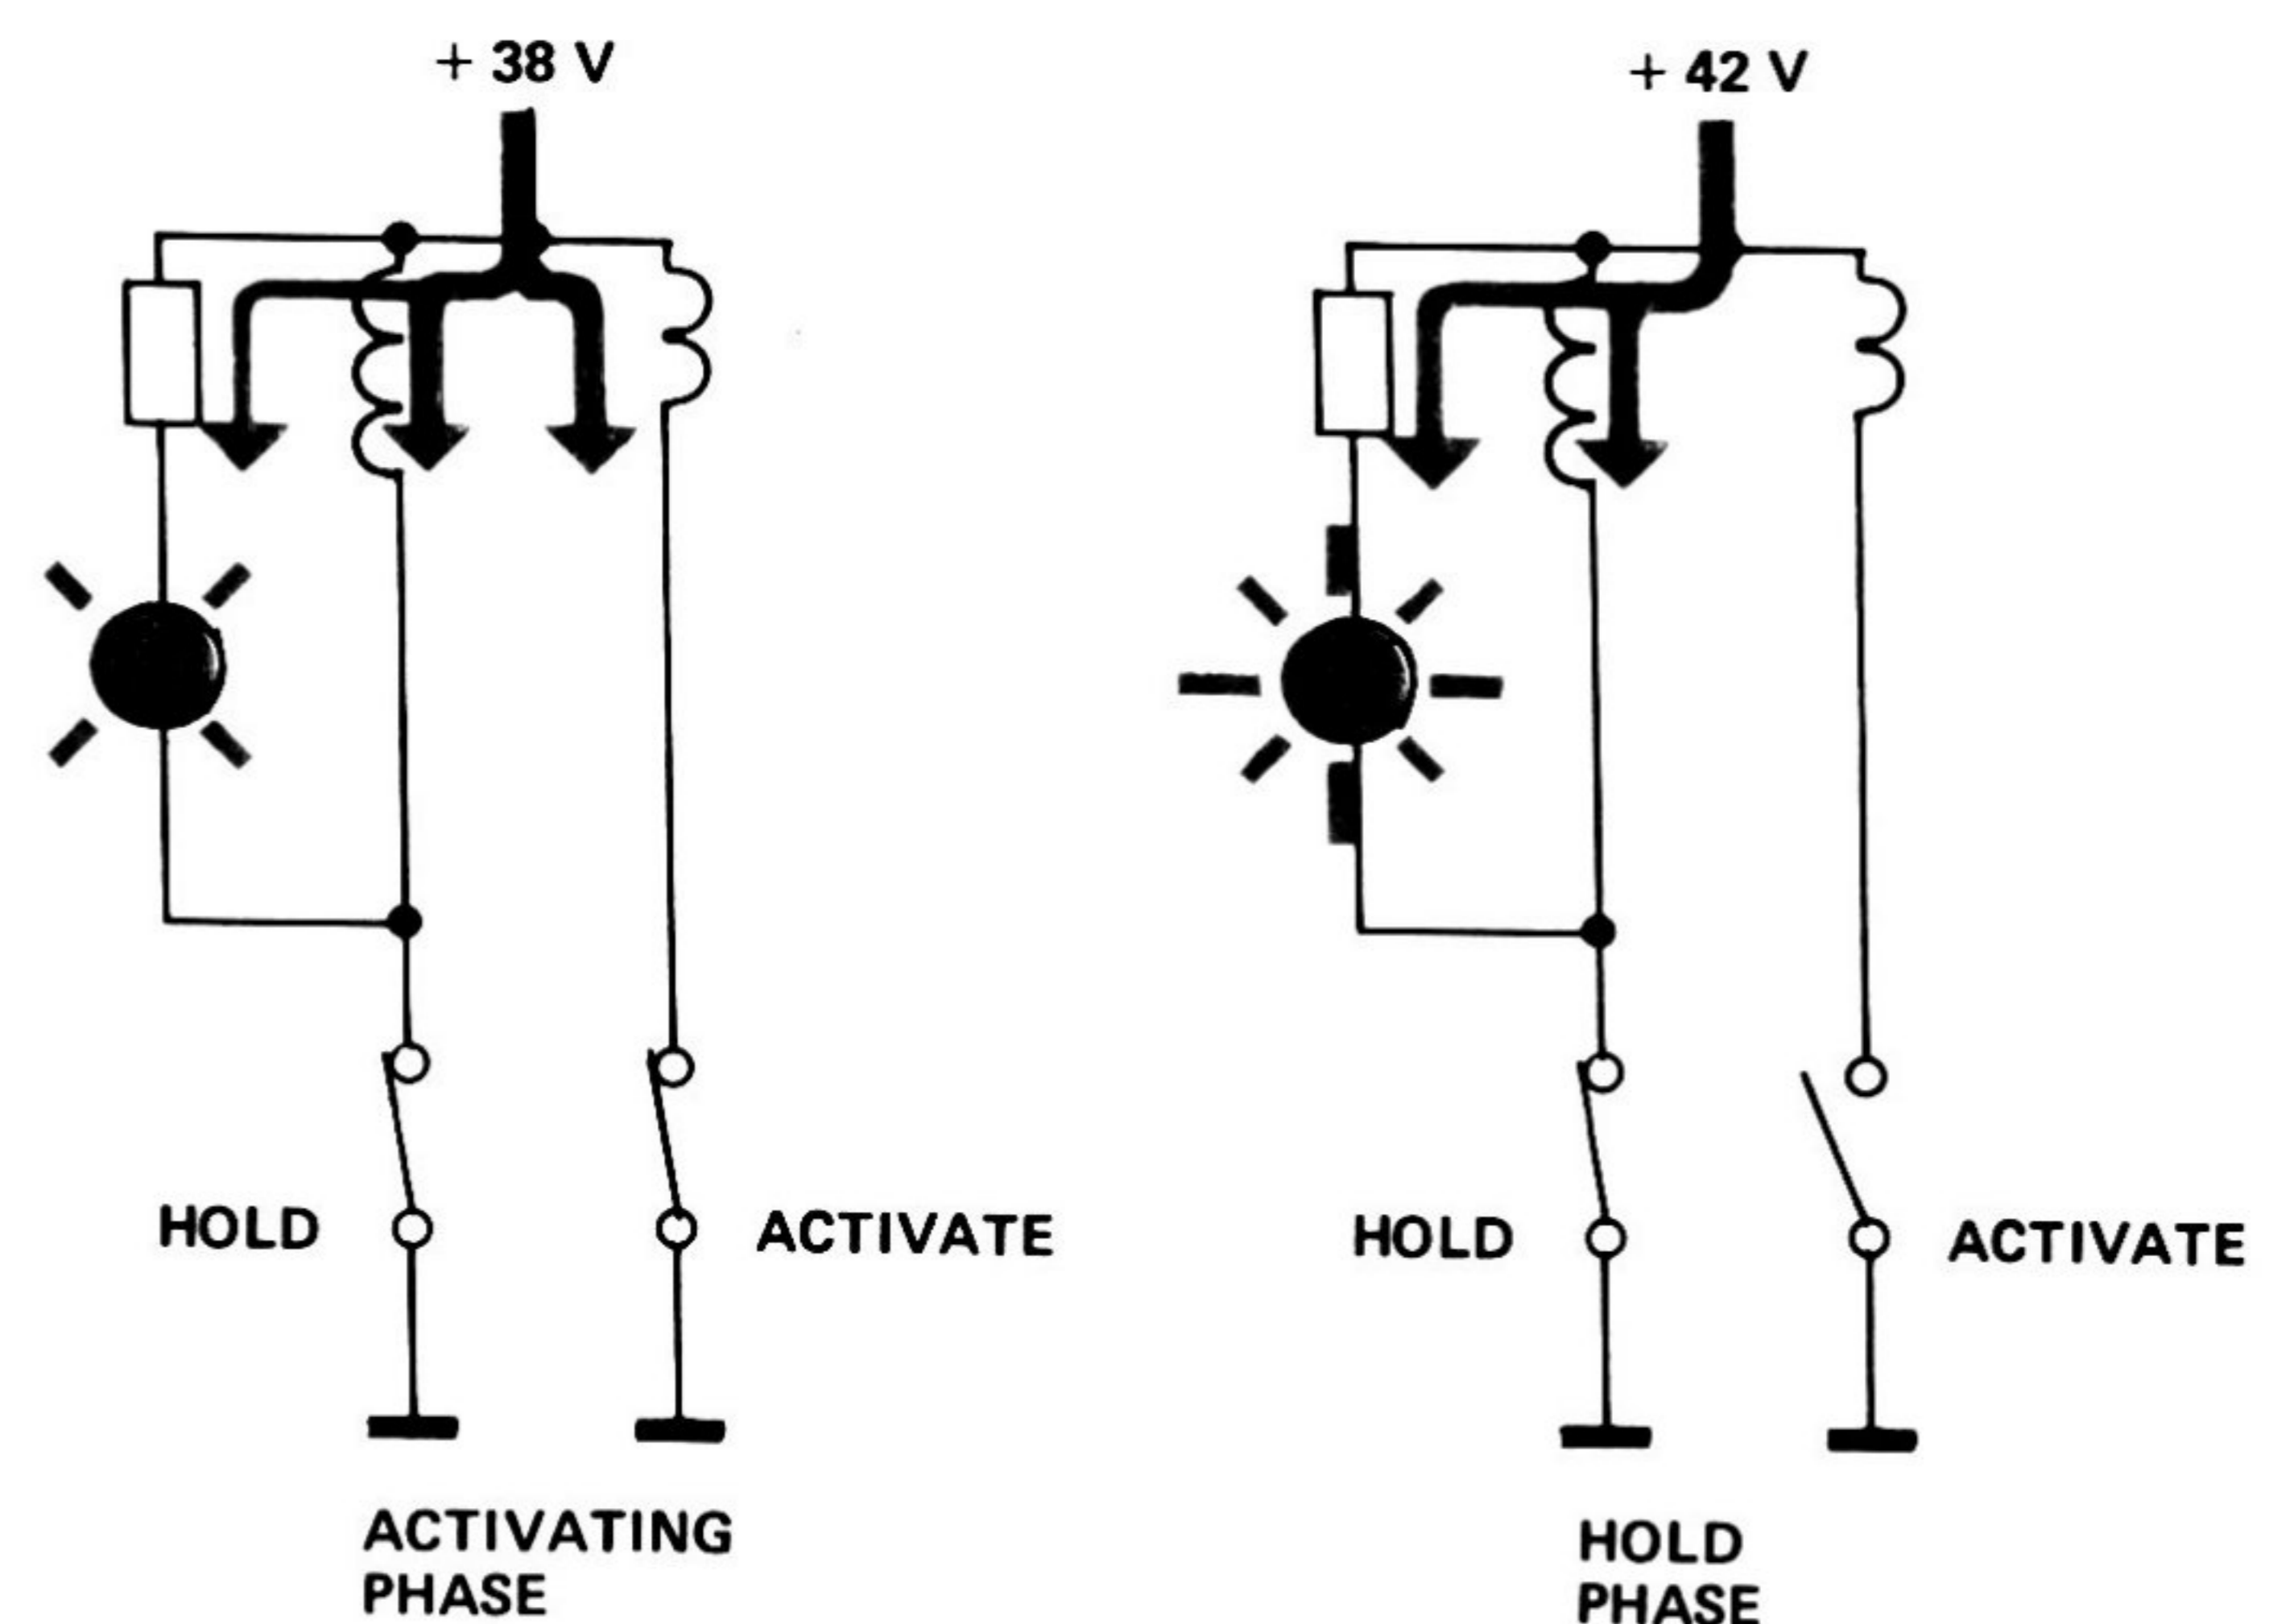 + 38 V
HOLD
ACTIVATE
ACTIVATING
PHASE
+ 42 V
HOLD
ACTIVATE
HOLD
PHASE